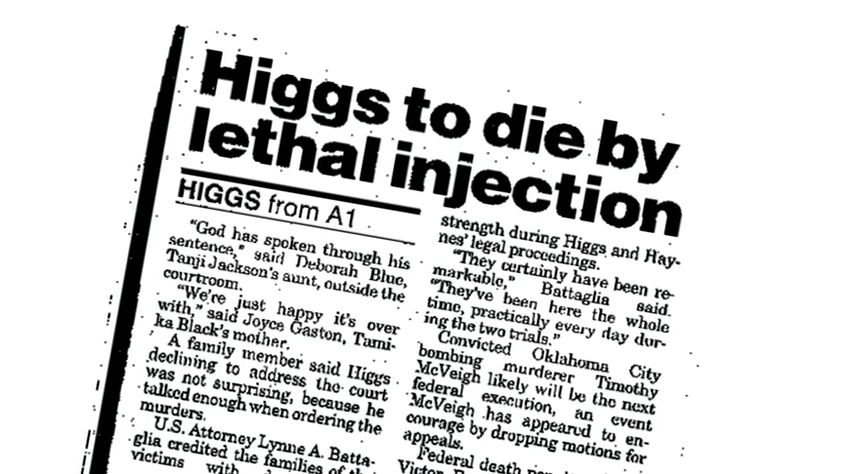 Higgs to die by
lethal injection
HIGGS from A1
"God has spoken through his
sentence," said Deborah Blue,
Tanji Jackson's aunt, outside the
courtroom.
"We're just happy it's over
with," said Joyce Gaston, Tami-
ka Black's mother.
A family member said Higgs
declining to address the court
was not surprising, because he
talked enough when ordering the
murders.
U.S. Attorney Lynne A. Batta-
glia credited the families of the
victims with
strength during Higgs and Hay-
nes' legal proceedings.
"They certainly have been re-
markable," Battaglia said.
"They've been here the whole
time, practically every day dur-
ing the two trials."
Convicted Oklahoma City
bombing murderer Timothy
McVeigh likely will be the next
federal execution, an event
McVeigh has appeared to en-
courage by dropping motions for
appeals.
Federal death
Victor